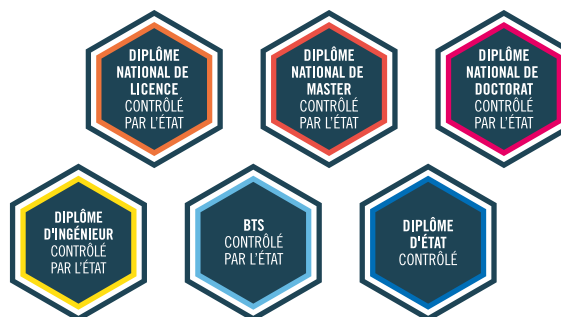 DIPLÔME
NATIONAL DE
LICENCE
CONTRÔLÉ
PAR L'ÉTAT
DIPLÔME
NATIONAL DE
MASTER
CONTRÔLÉ
PAR L'ÉTAT
DIPLÔME
NATIONAL DE
DOCTORAT
CONTRÔLÉ
PAR L'ÉTAT
DIPLÔME
D'INGÉNIEUR
CONTRÔLÉ
PAR L'ÉTAT
BTS
CONTRÔLÉ
PAR L'ÉTAT
DIPLÔME
D'ÉTAT
CONTRÔLÉ